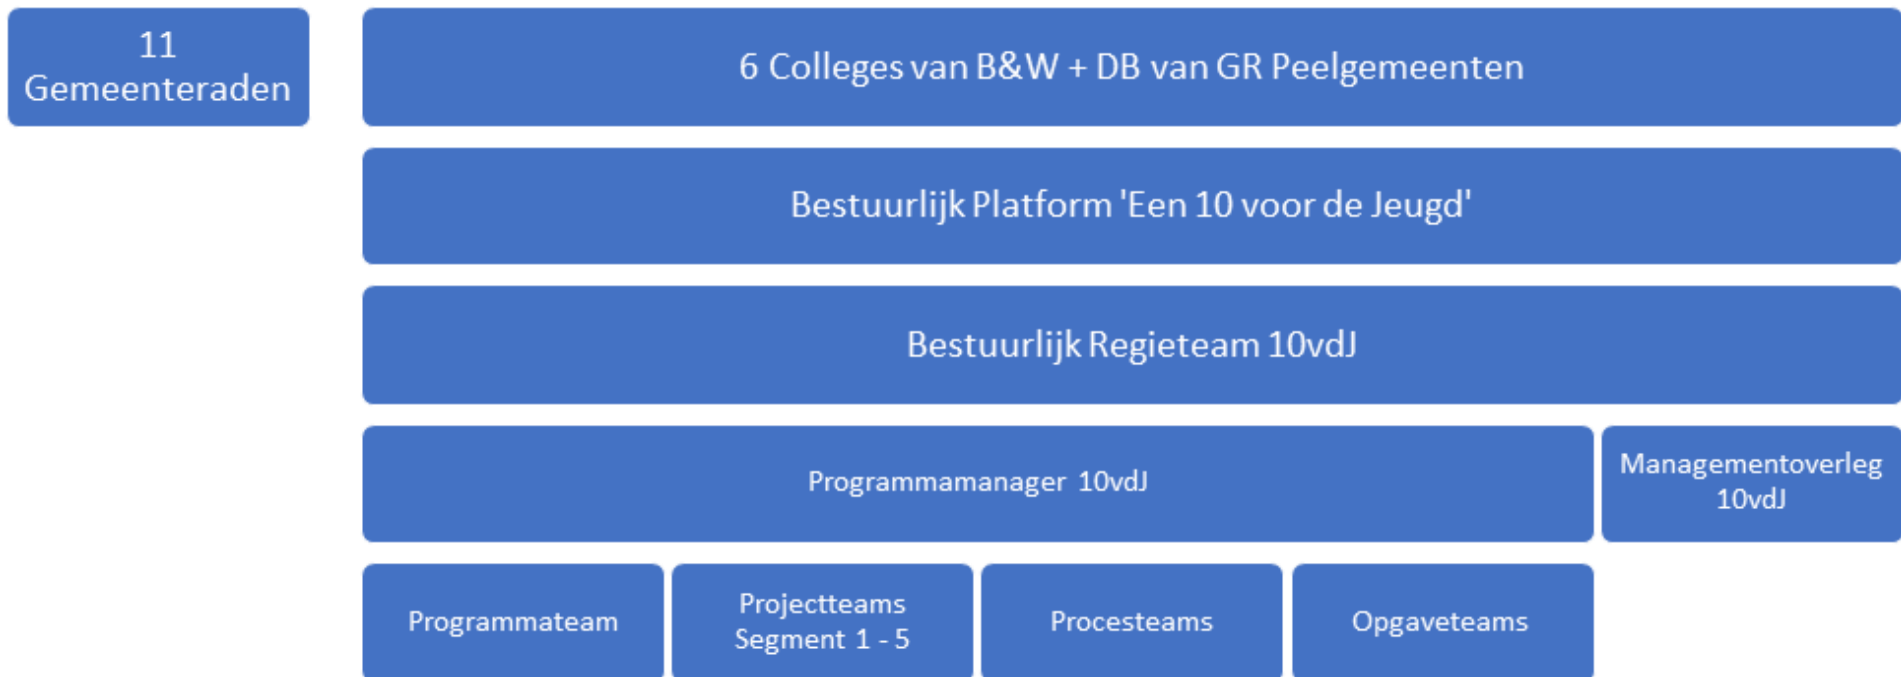 11
Gemeenteraden
6 Colleges van B&W + DB van GR Peelgemeenten
Bestuurlijk Platform 'Een 10 voor de Jeugd'
Bestuurlijk Regieteam 10vdJ
Programmamanager 10vdJ
Managementoverleg
10vdJ
Programmateam
Projectteams
Segment 1 - 5
Procesteams
Opgaveteams